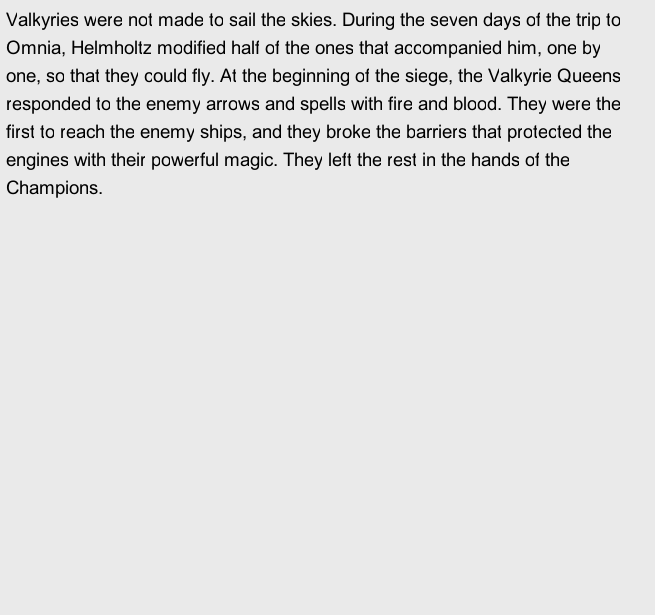 Valkyries were not made to sail the skies. During the seven days of the trip to
Omnia, Helmholtz modified half of the ones that accompanied him, one by
one, so that they could fly. At the beginning of the siege, the Valkyrie Queens
responded to the enemy arrows and spells with fire and blood. They were the
first to reach the enemy ships, and they broke the barriers that protected the
engines with their powerful magic. They left the rest in the hands of the
Champions.